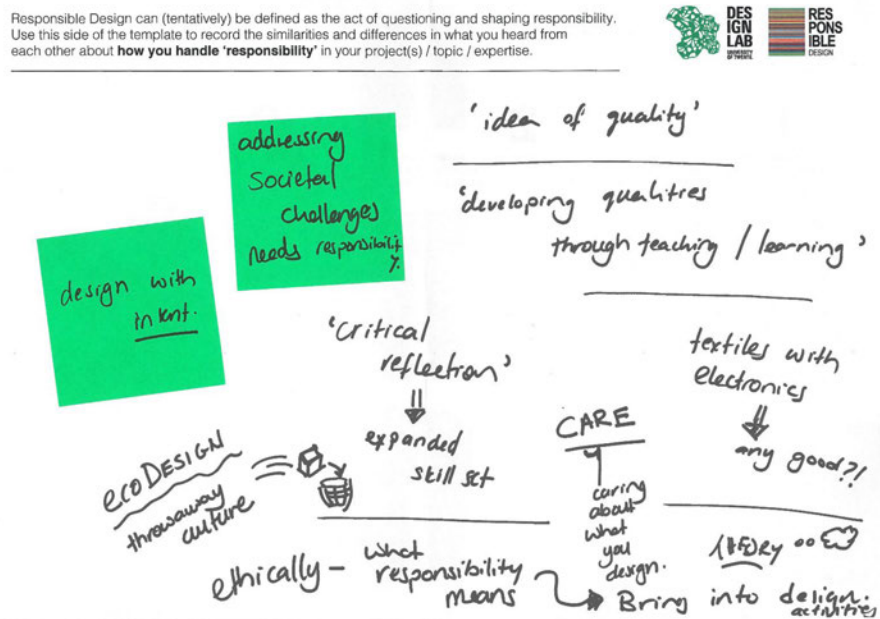 Responsible Design can (tentatively) be defined as the act of questioning and shaping responsibility.
Use this side of the template to record the similarities and differences in what you heard from
each other about how you handle 'responsibility' in your project(s) / topic / expertise.
DES
IGN
LAB
UNIVERSITY
OF TWENTE.
RES
PONS
IBLE
DESIGN
addressing
societal
challenges
needs responsibilit
y.
design with
intent.
'idea of quality'
'developing qualities
through teaching / learning'
'critical
reflection'
expanded
skill set
textiles with
electronics
any good?!
ecoDESIGN
throwaway
culture
CARE
caring
about
what
you
design.
ethically – what
responsibility
means
THEORY
Bring into design.
activities